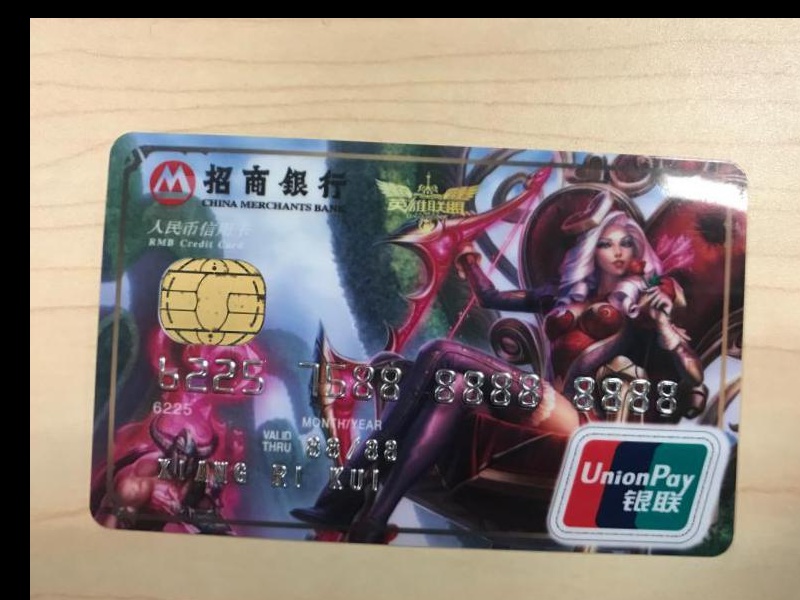 招商銀行
CHINA MERCHANTS BANK
英雄联盟
人民币信用卡
RMB Credit Card
6225 7588 8888 8888
6225
MONTH/YEAR
VALID THRU 88/88
XIANG RI KUI
UnionPay
银联